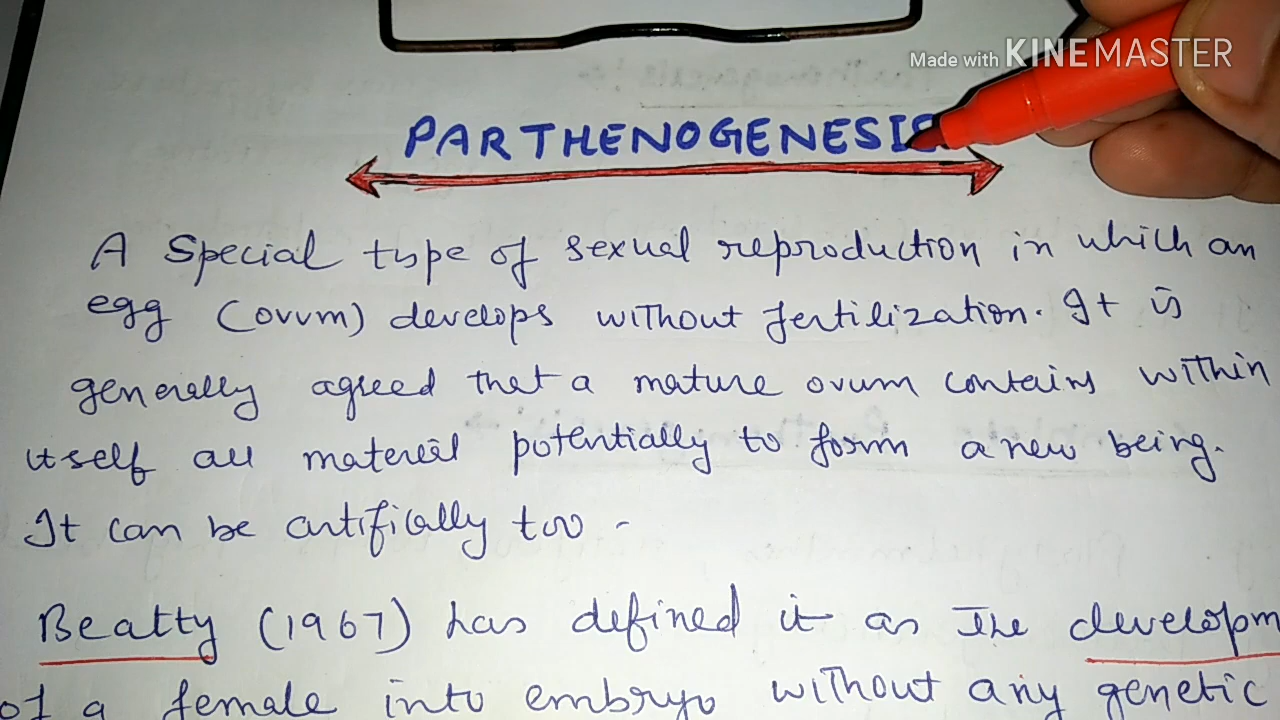 Made with KINEMASTER
PARTHENOGENESIS
A Special type of sexual reproduction in which an
egg (ovum) develops without fertilization. It is
generally agreed that a mature ovum contains within
itself all material potentially to form a new being.
It can be artifically too -
Beatty (1967) has defined it as The developm
of a female into embryo without any genetic